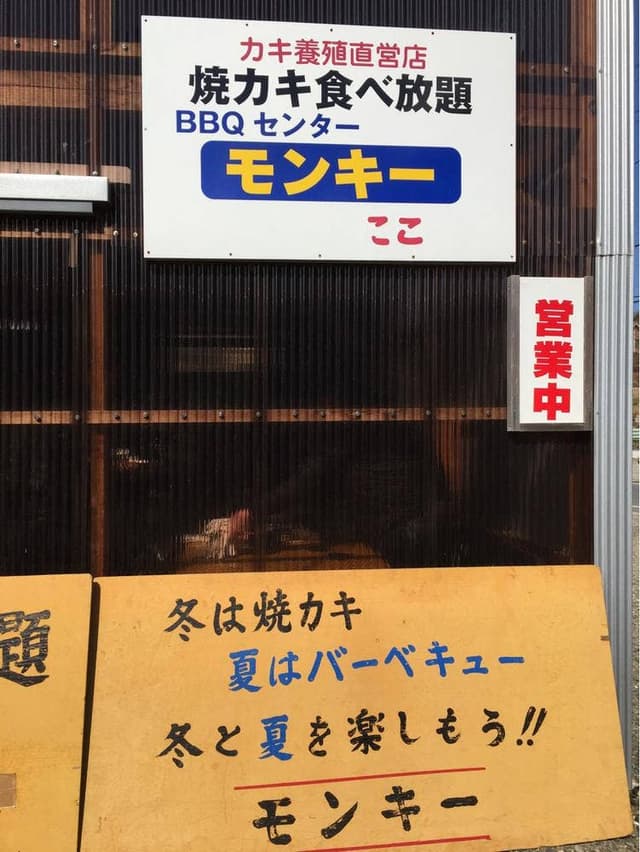 カキ養殖直営店
焼カキ食べ放題
BBQ センター
モンキー
ここ
営業中
題
冬は焼カキ
夏はバーベキュー
冬と夏を楽しもう!!
モンキー